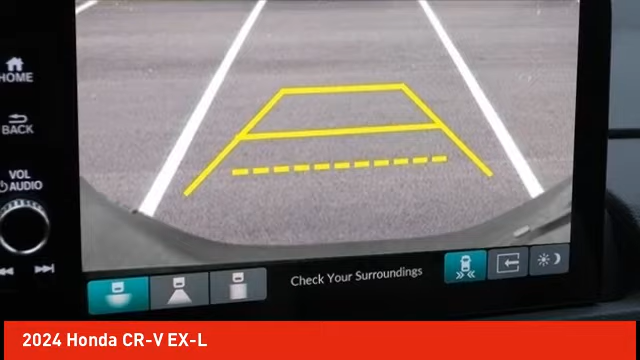 HOME
BACK
VOL
AUDIO
Check Your Surroundings
2024 Honda CR-V EX-L